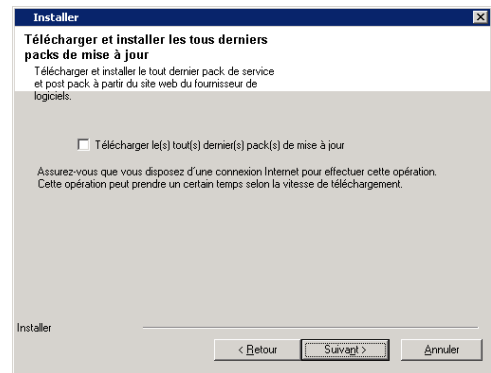 Installer
Télécharger et installer les tous derniers
packs de mise à jour
Télécharger et installer le tout dernier pack de service
et post pack à partir du site web du fournisseur de
logiciels.
Télécharger le(s) tout(s) dernier(s) pack(s) de mise à jour
Assurez-vous que vous disposez d'une connexion Internet pour effectuer cette opération.
Cette opération peut prendre un certain temps selon la vitesse de téléchargement.
Installer
< Retour
Suivant >
Annuler